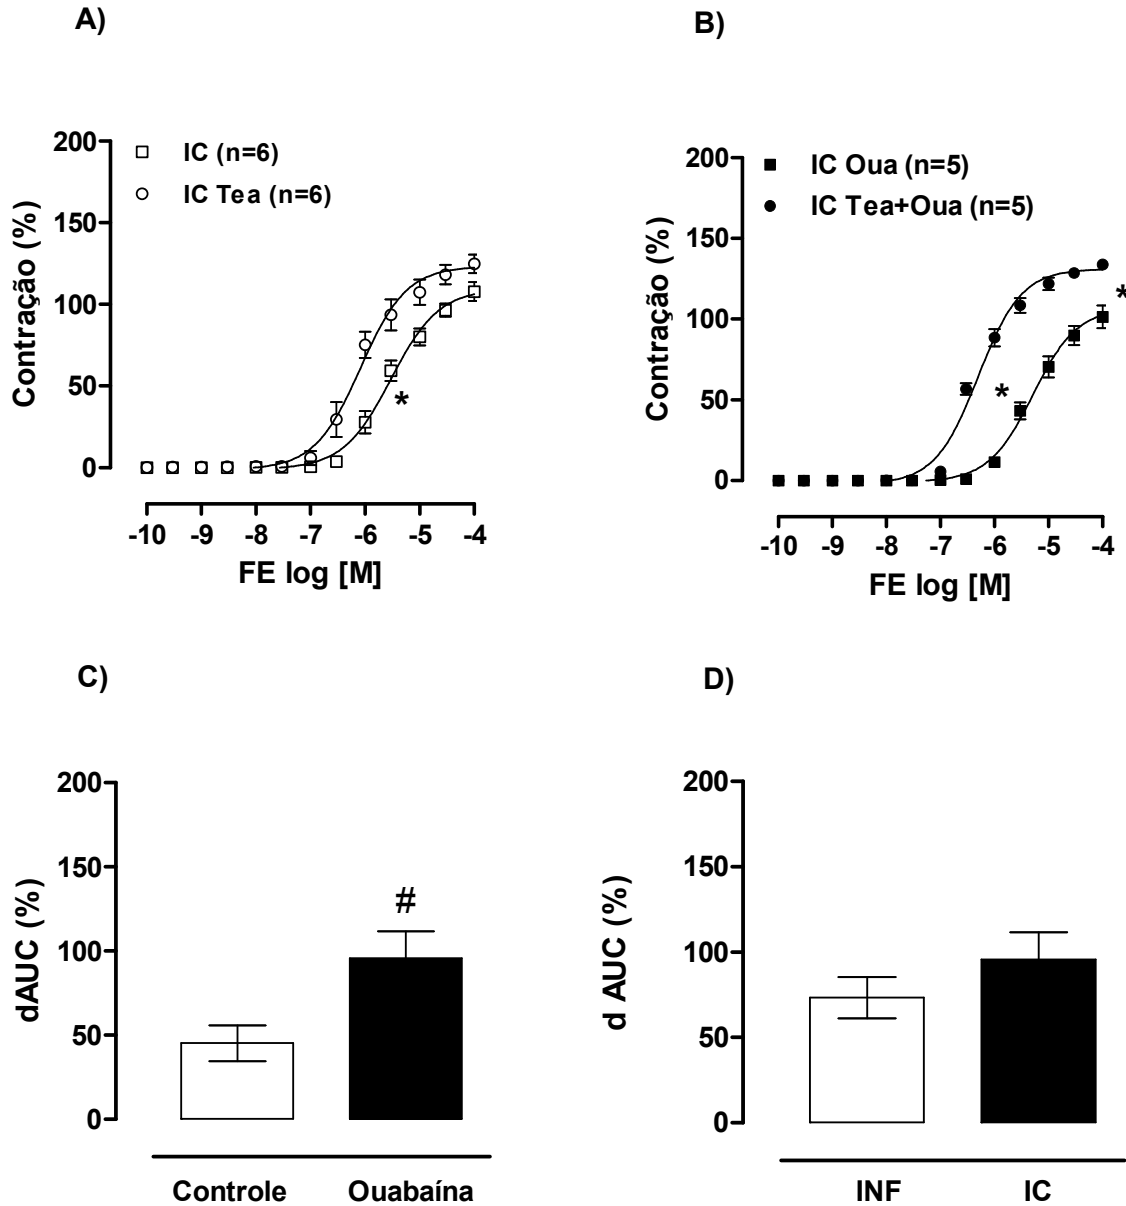 A)
200
150
100
50
0
Contração (%)
IC (n=6)
IC Tea (n=6)
*
-10 -9 -8 -7 -6 -5 -4
FE log [M]
B)
200
150
100
50
0
Contração (%)
IC Oua (n=5)
IC Tea+Oua (n=5)
*
*
-10 -9 -8 -7 -6 -5 -4
FE log [M]
C)
200
150
100
50
0
dAUC (%)
#
Controle Ouabaína
D)
200
150
100
50
0
d AUC (%)
INF IC